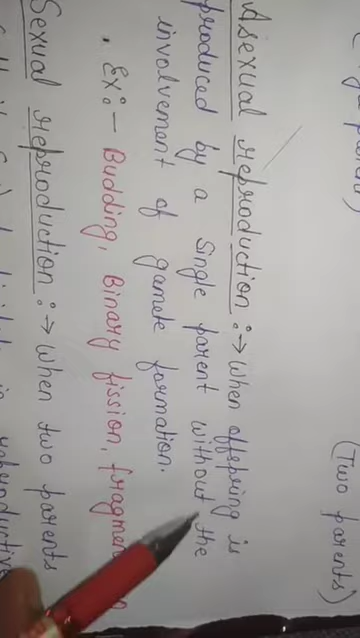 (Two parents)
Asexual reproduction :→ When offspring is
produced by a single parent without the
involvement of gamete formation.
Ex:- Budding, Binary fission,
Sexual reproduction :→ When two parents